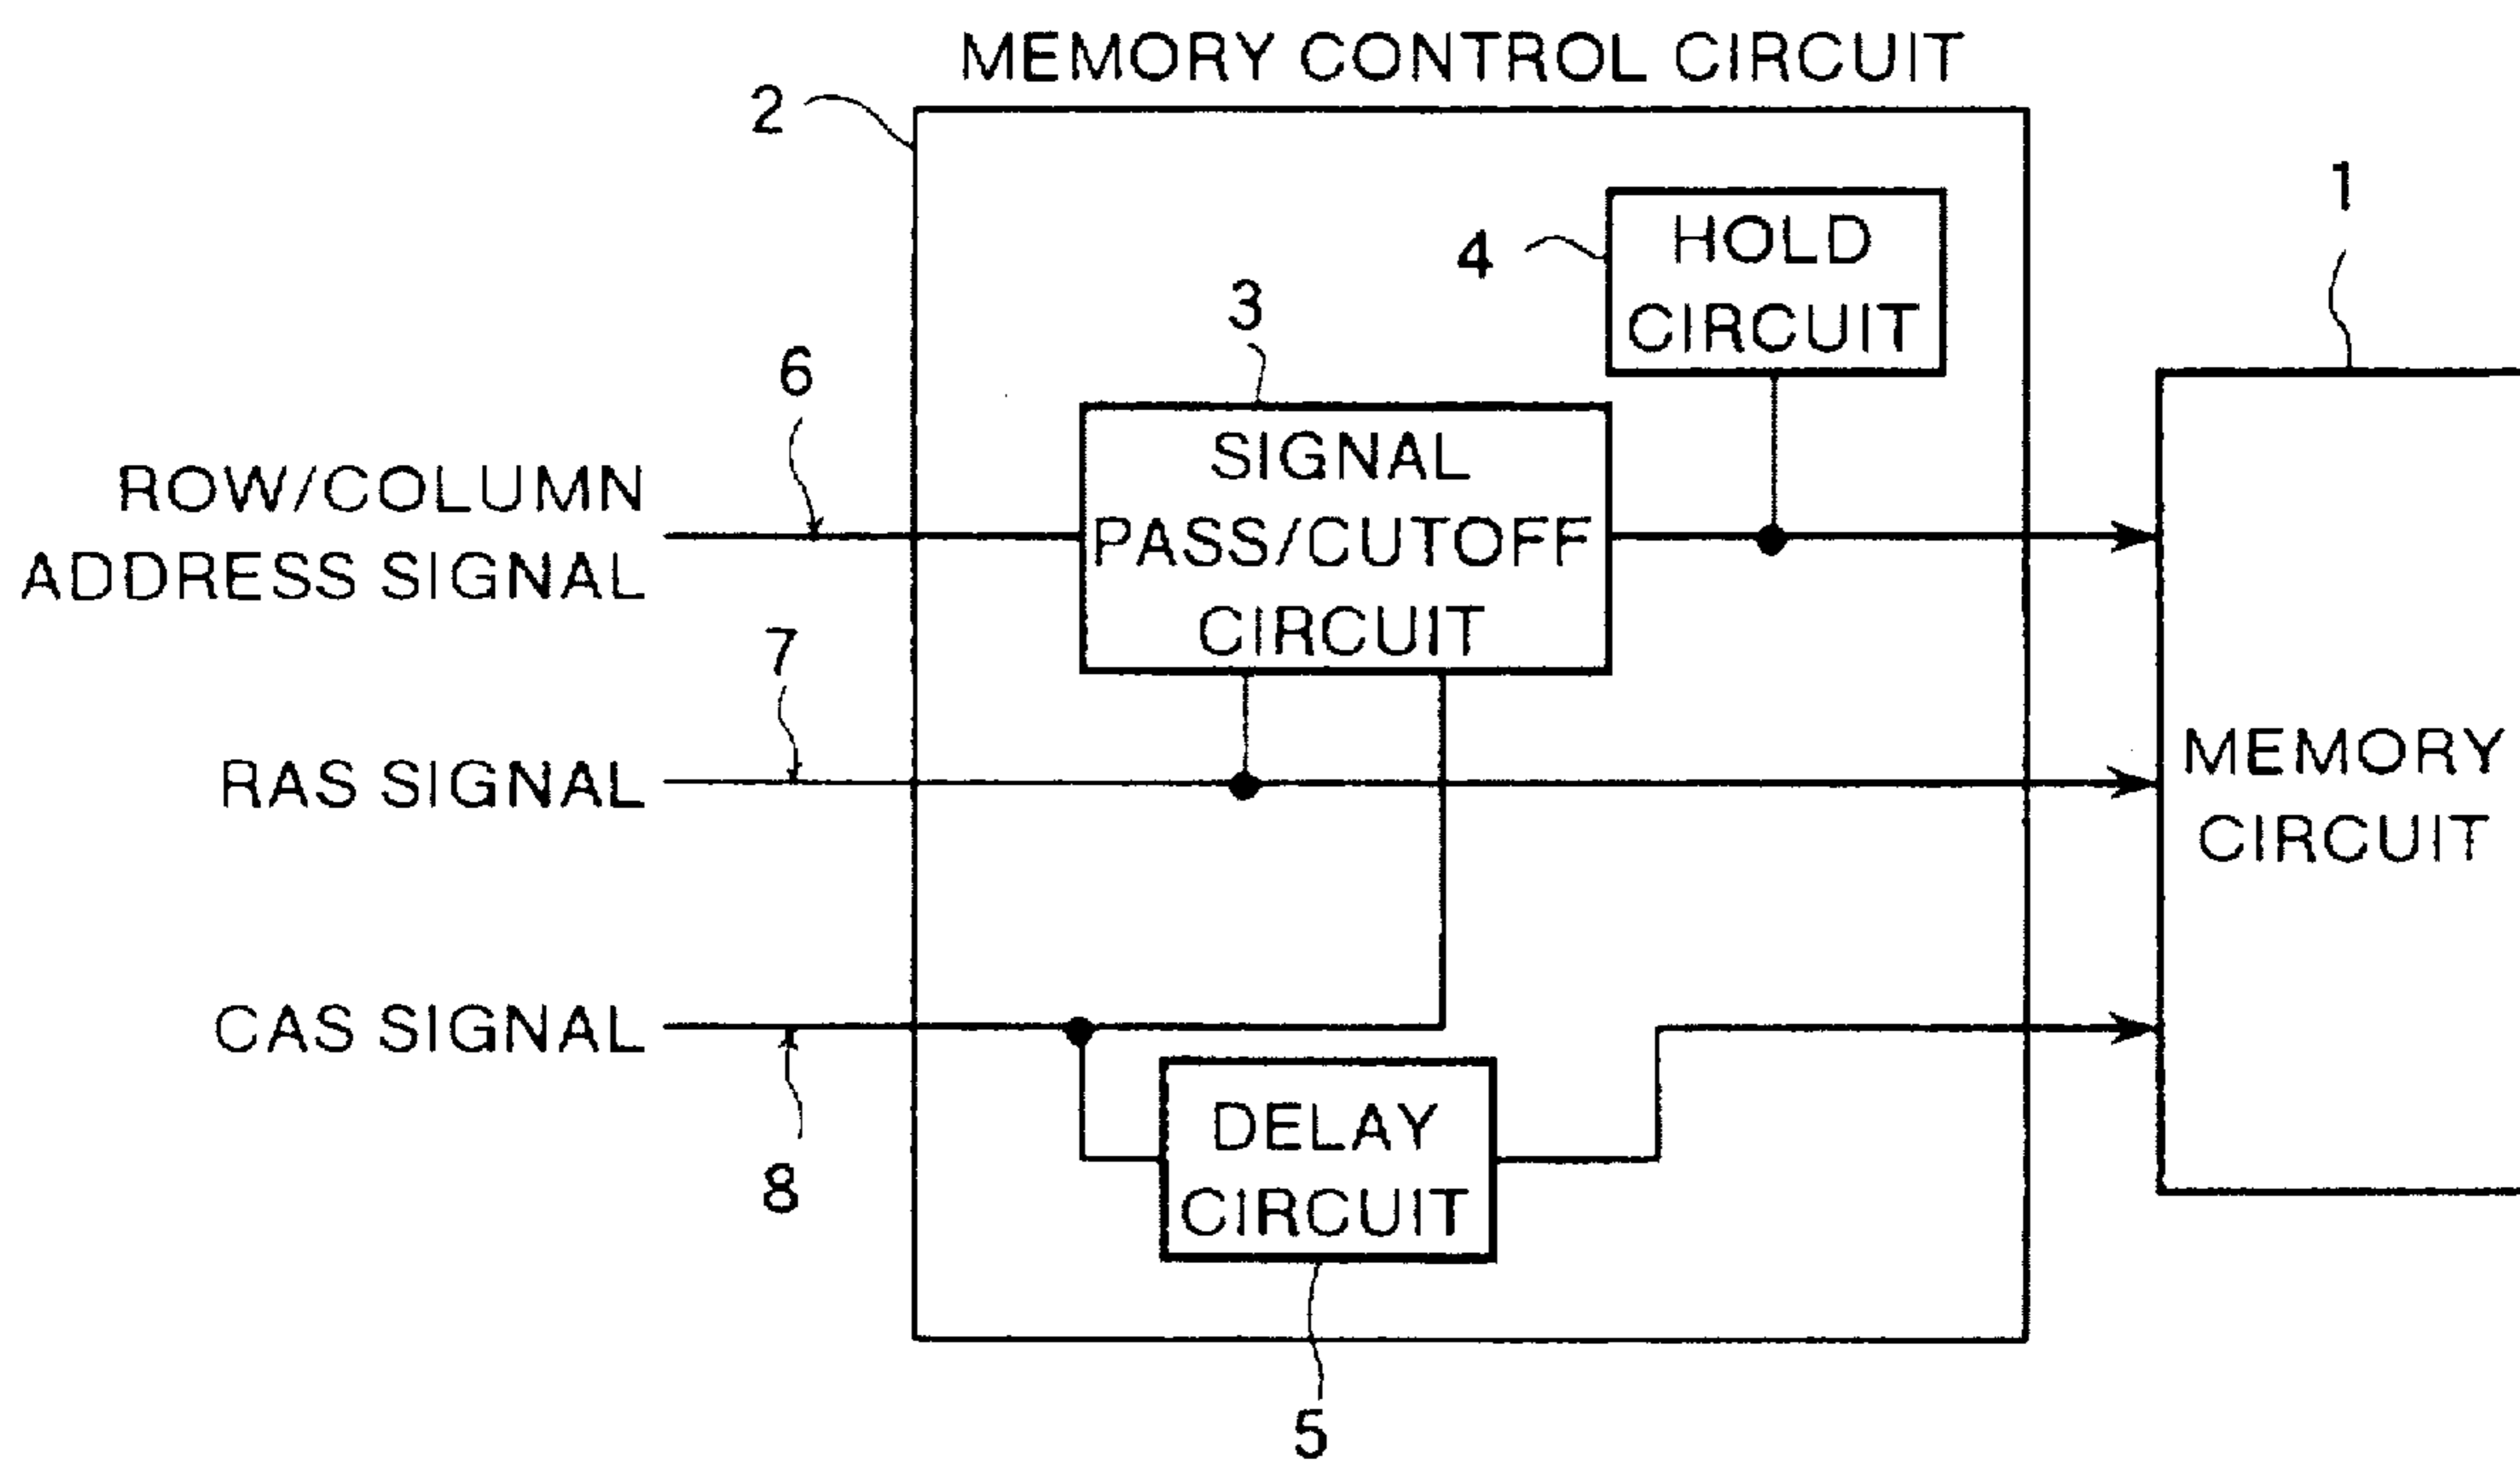 MEMORY CONTROL CIRCUIT
2
1
HOLD
CIRCUIT
4
3
6
SIGNAL
PASS/CUTOFF
CIRCUIT
ROW/COLUMN
ADDRESS SIGNAL
7
RAS SIGNAL
MEMORY
CIRCUIT
CAS SIGNAL
8
DELAY
CIRCUIT
5